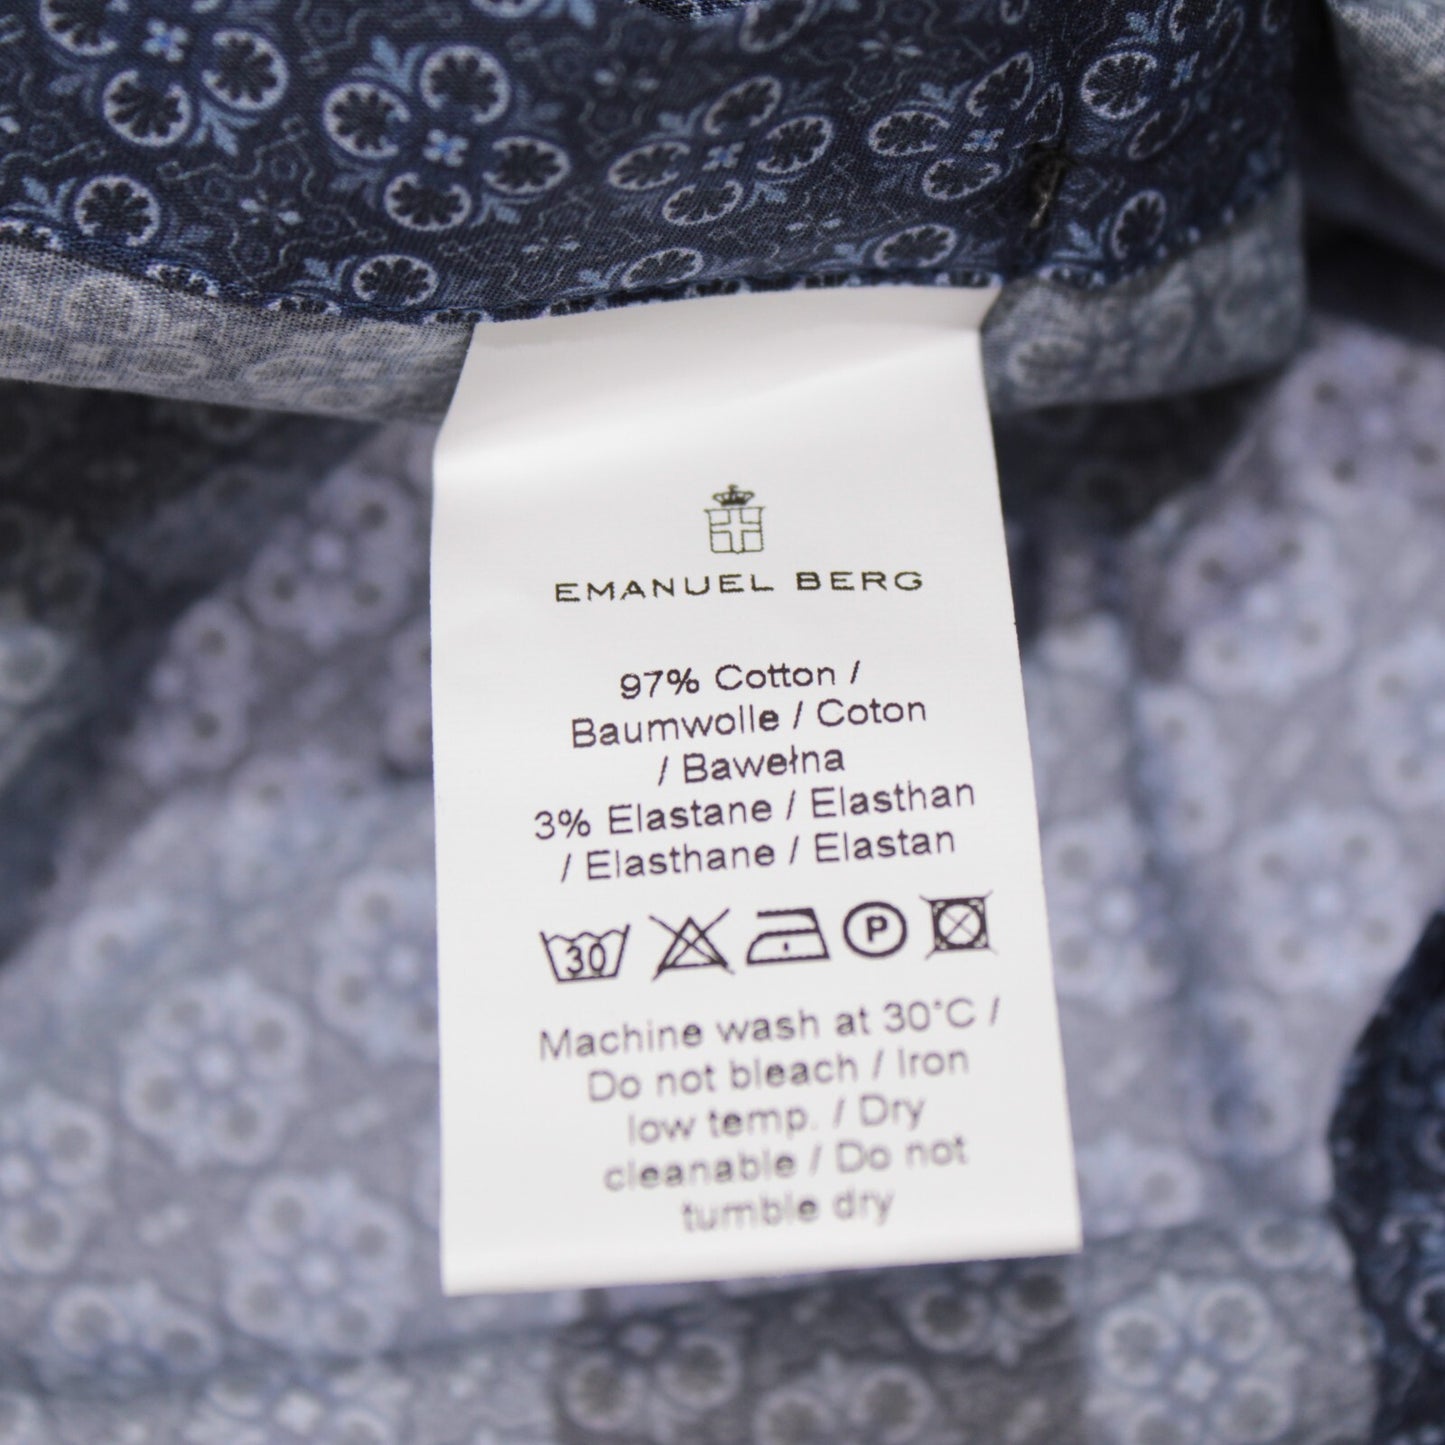 EMANUEL BERG
97% Cotton /
Baumwolle / Coton
/ Bawełna
3% Elastane / Elasthan
/ Elasthane / Elastan
30 P
Machine wash at 30°C /
Do not bleach / Iron
low temp. / Dry
cleanable / Do not
tumble dry